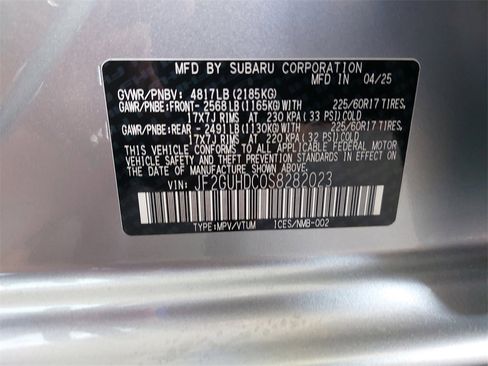 MFD BY SUBARU CORPORATION
GVWR/PNBV: 4817LB (2185KG) MFD IN 04/25
GAWR/PNBE:FRONT- 2568LB (1165KG)WITH 225/60R17 TIRES,
17X7J RIMS AT 230 KPA ( 33 PSI)COLD
GAWR/PNBE:REAR - 2491LB (1130KG)WITH 225/60R17 TIRES,
17X7J RIMS AT 220 KPA ( 32 PSI)COLD
THIS VEHICLE CONFORMS TO ALL APPLICABLE FEDERAL MOTOR
VEHICLE SAFETY, BUMPER, AND THEFT PREVENTION STANDARDS
IN EFFECT ON THE DATE OF MANUFACTURE SHOWN ABOVE.
VIN: JF2GUHDC0S8282023
TYPE:MPV/VTUM ICES/NMB-002